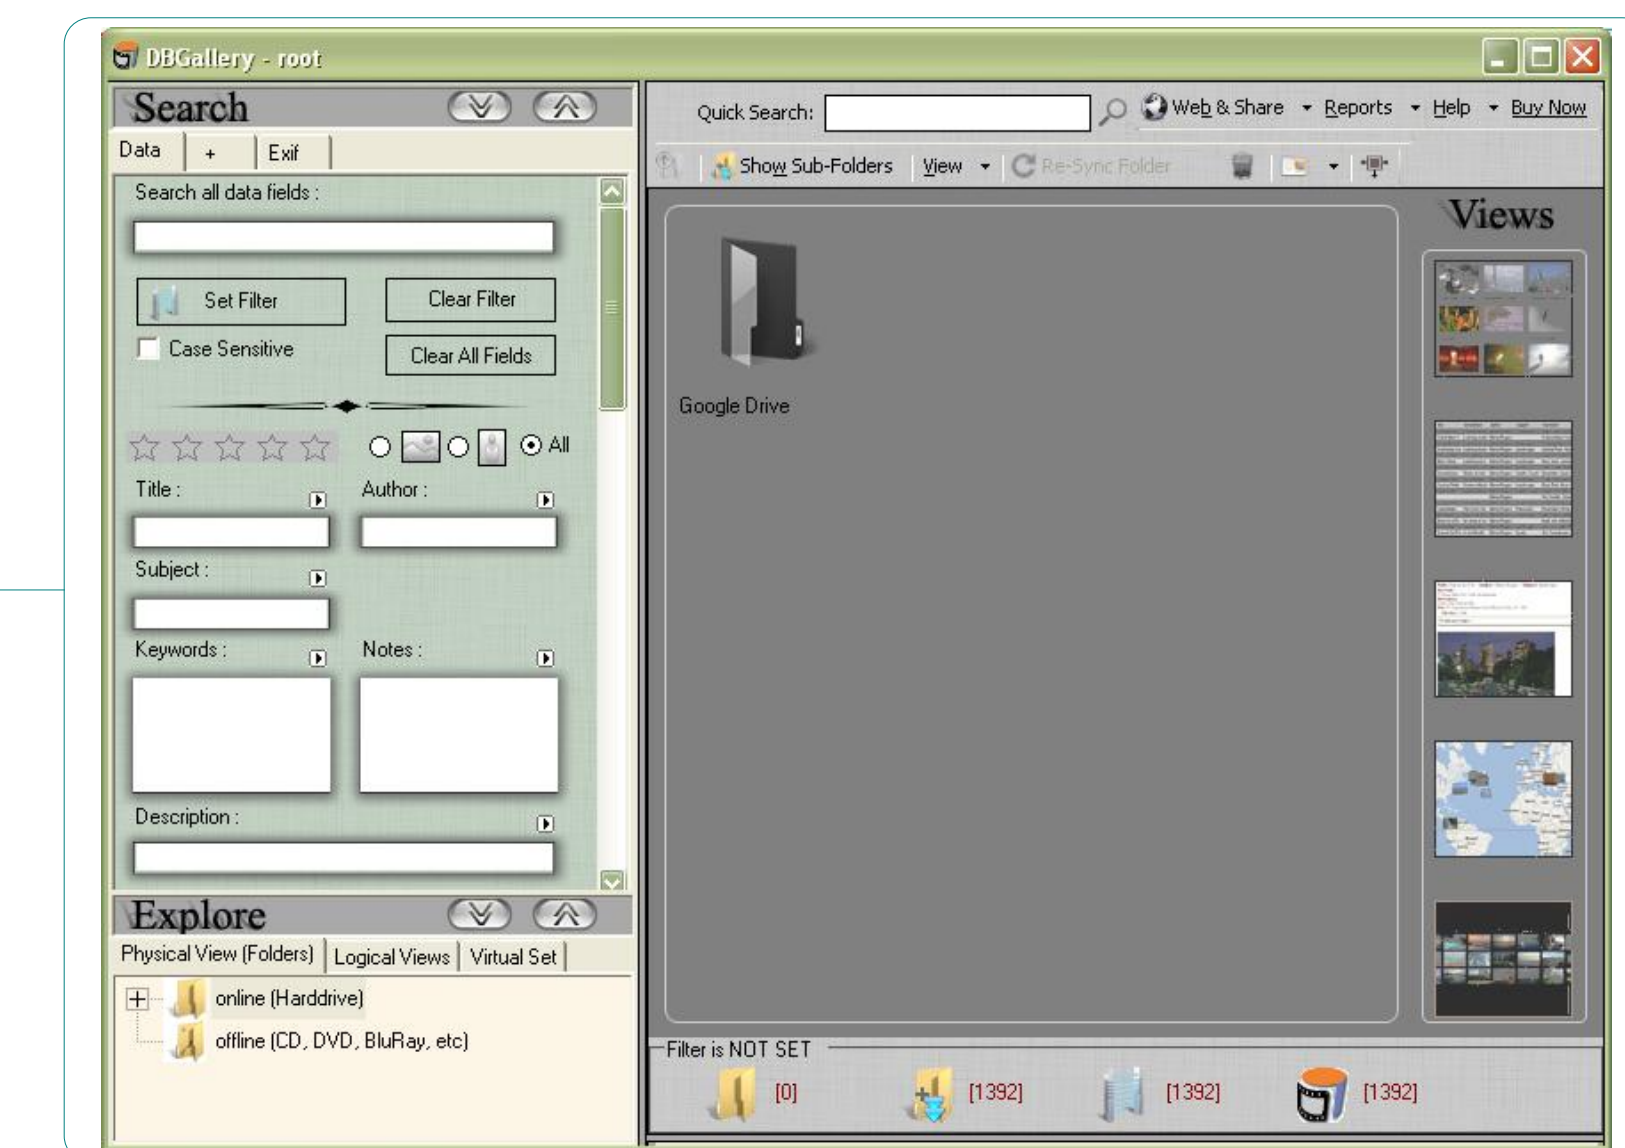 DBGallery - root
Search
Data
+
Exif
Search all data fields :
Set Filter
Clear Filter
Case Sensitive
Clear All Fields
All
Title :
Author :
Subject :
Keywords :
Notes :
Description :
Explore
Physical View (Folders)
Logical Views
Virtual Set
online (Harddrive)
offline (CD, DVD, BluRay, etc)
Quick Search:
Web & Share
Reports
Help
Buy Now
Show Sub-Folders
View
Re-Sync Folder
Google Drive
Views
Filter is NOT SET
[0]
[1392]
[1392]
[1392]